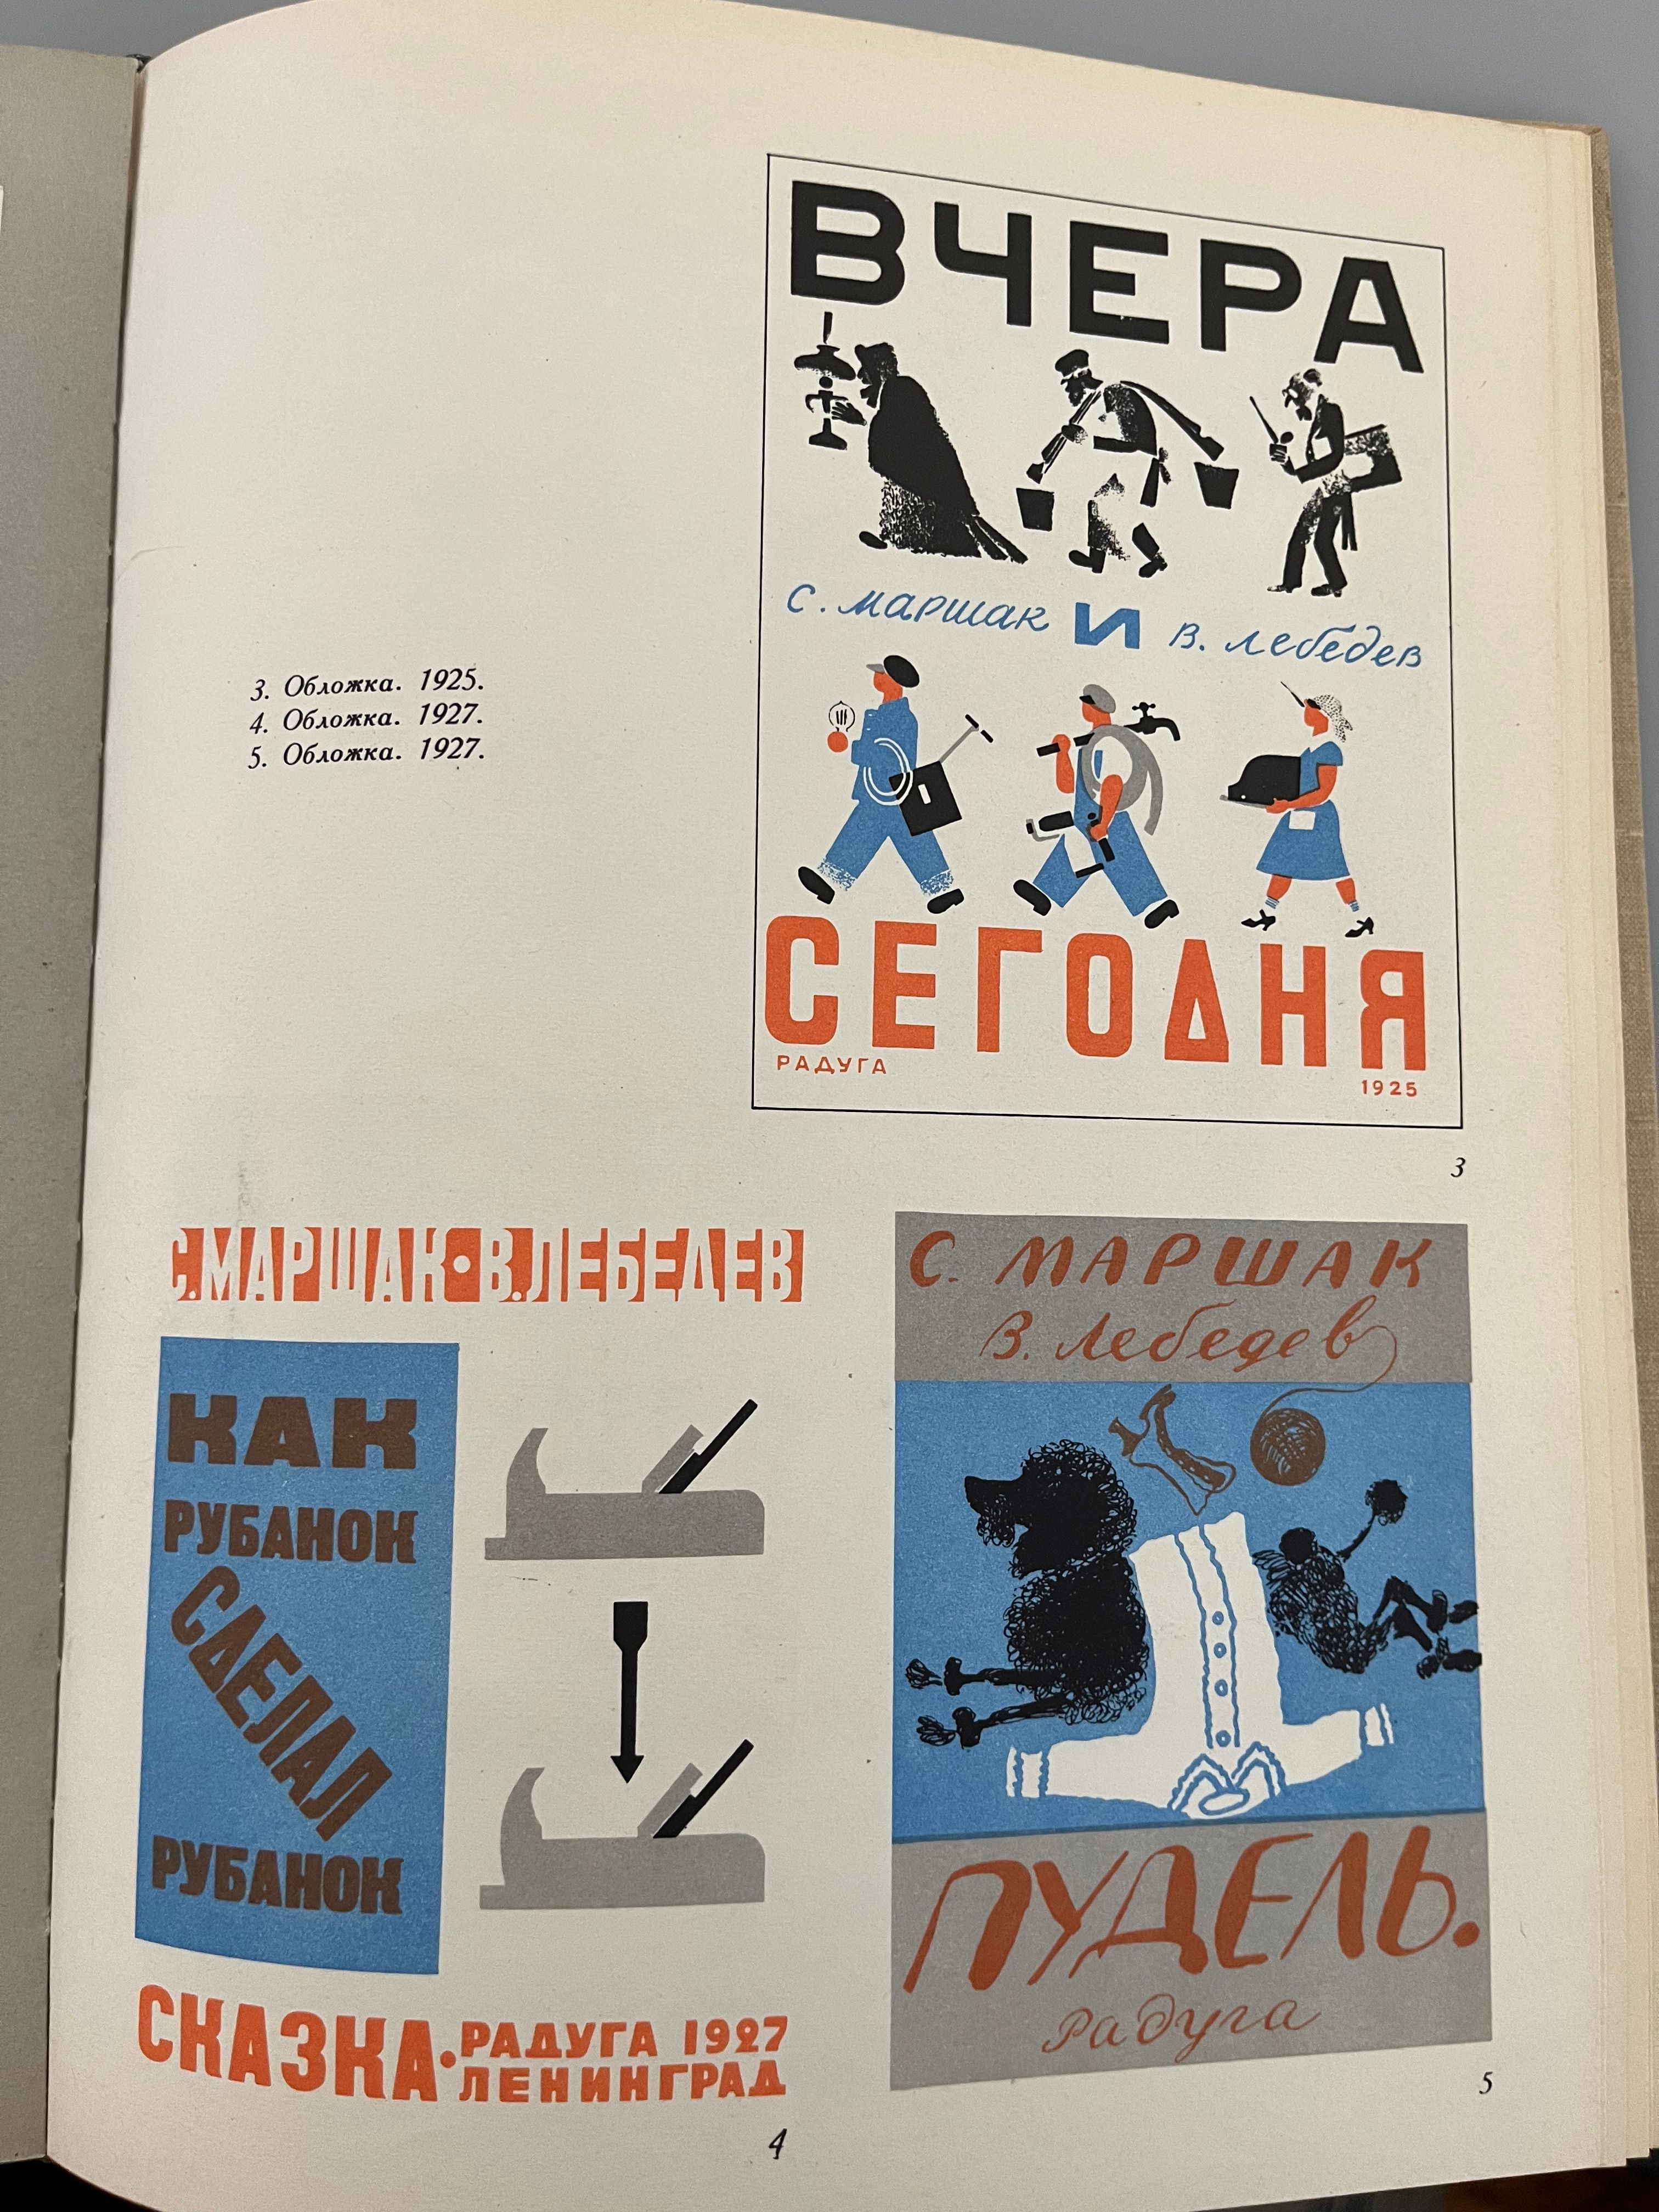 ВЧЕРА
С. Маршак И В. Лебедев
СЕГОДНЯ
РАДУГА
1925
3
3. Обложка. 1925.
4. Обложка. 1927.
5. Обложка. 1927.
С. МАРШАК • В. ЛЕБЕДЕВ
КАК
РУБАНОК
СДЕЛАЛ
РУБАНОК
СКАЗКА • РАДУГА 1927
ЛЕНИНГРАД
4
С. МАРШАК
В. Лебедев
ПУДЕЛЬ.
Радуга
5